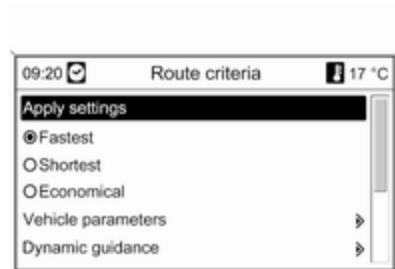 09:20 Route criteria 17 °C
Apply settings
Fastest
Shortest
Economical
Vehicle parameters
Dynamic guidance